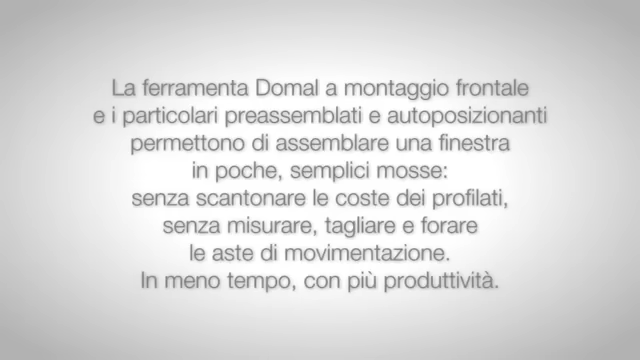 La ferramenta Domal a montaggio frontale
e i particolari preassemblati e autoposizionanti
permettono di assemblare una finestra
in poche, semplici mosse:
senza scantonare le coste dei profilati,
senza misurare, tagliare e forare
le aste di movimentazione.
In meno tempo, con più produttività.